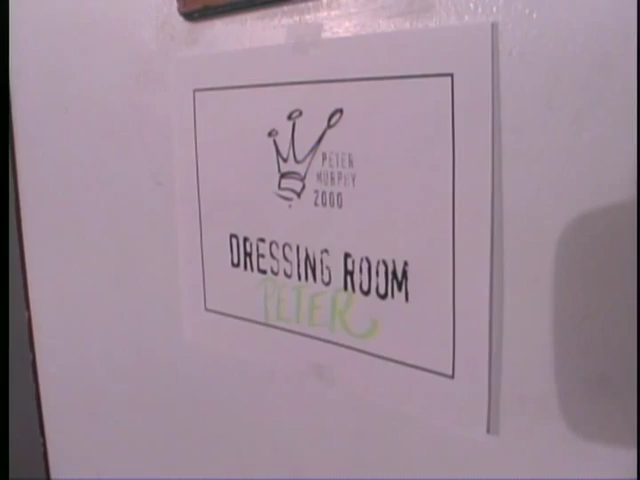 PETER
MURPHY
2000
DRESSING ROOM
PETER